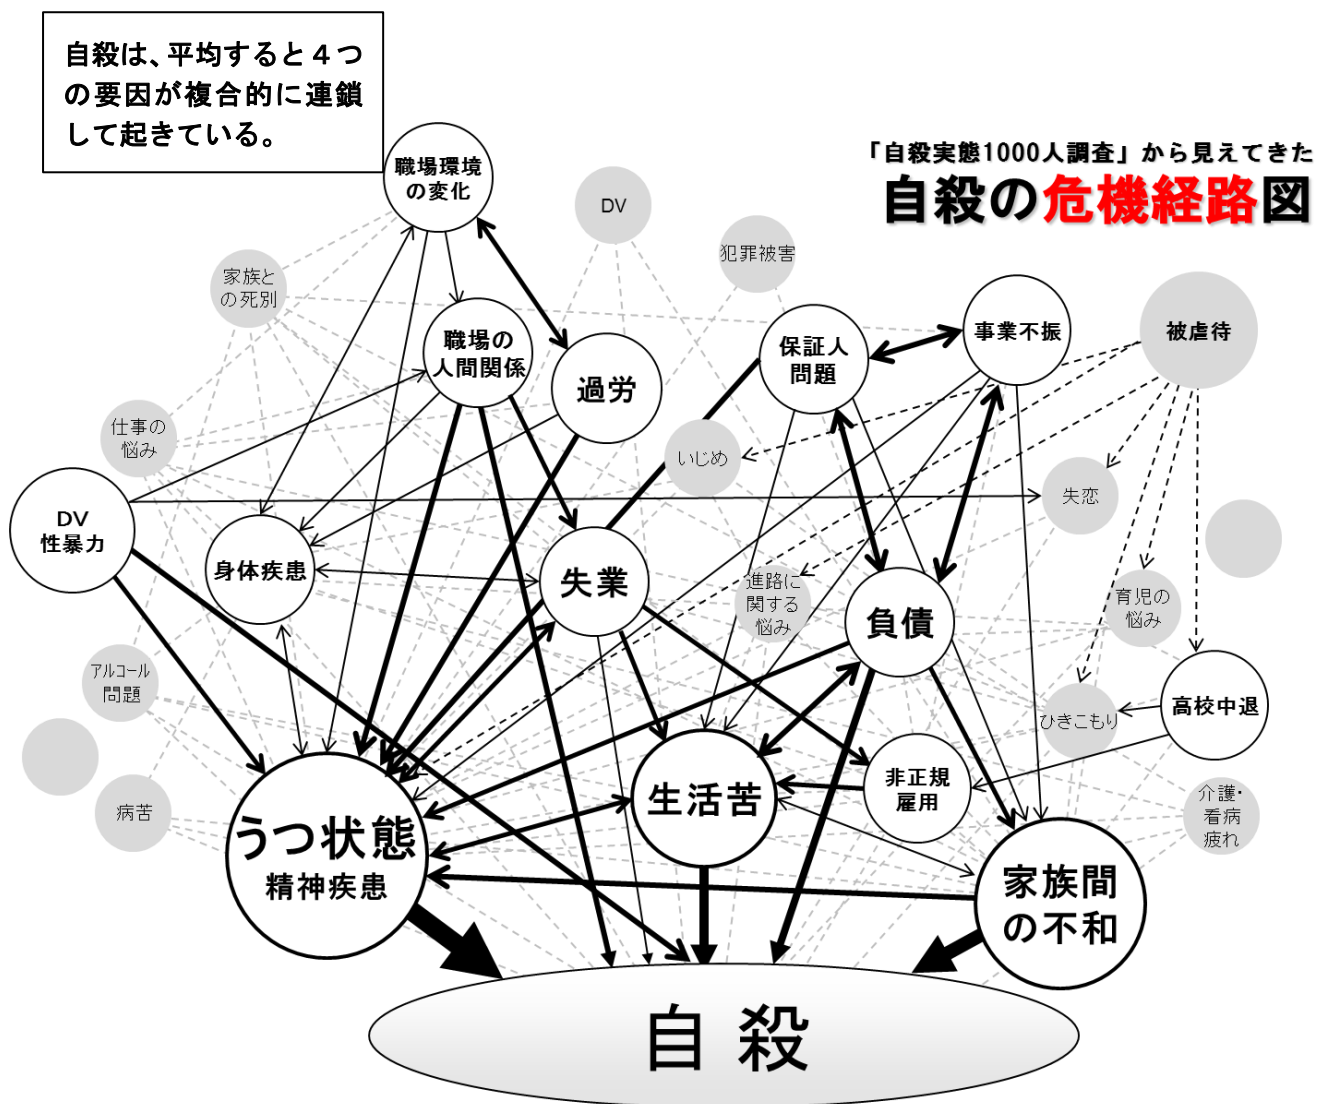 自殺は、平均すると４つ
の要因が複合的に連鎖
して起きている。
「自殺実態1000人調査」から見えてきた
自殺の危機経路図
職場環境
の変化
DV
犯罪被害
家族と
の死別
職場の
人間関係
過労
保証人
問題
事業不振
被虐待
仕事の
悩み
いじめ
失恋
DV
性暴力
身体疾患
失業
進路に
関する
悩み
負債
育児の
悩み
アルコール
問題
ひきこもり
高校中退
病苦
うつ状態
精神疾患
生活苦
非正規
雇用
介護・
看病
疲れ
家族間
の不和
自殺